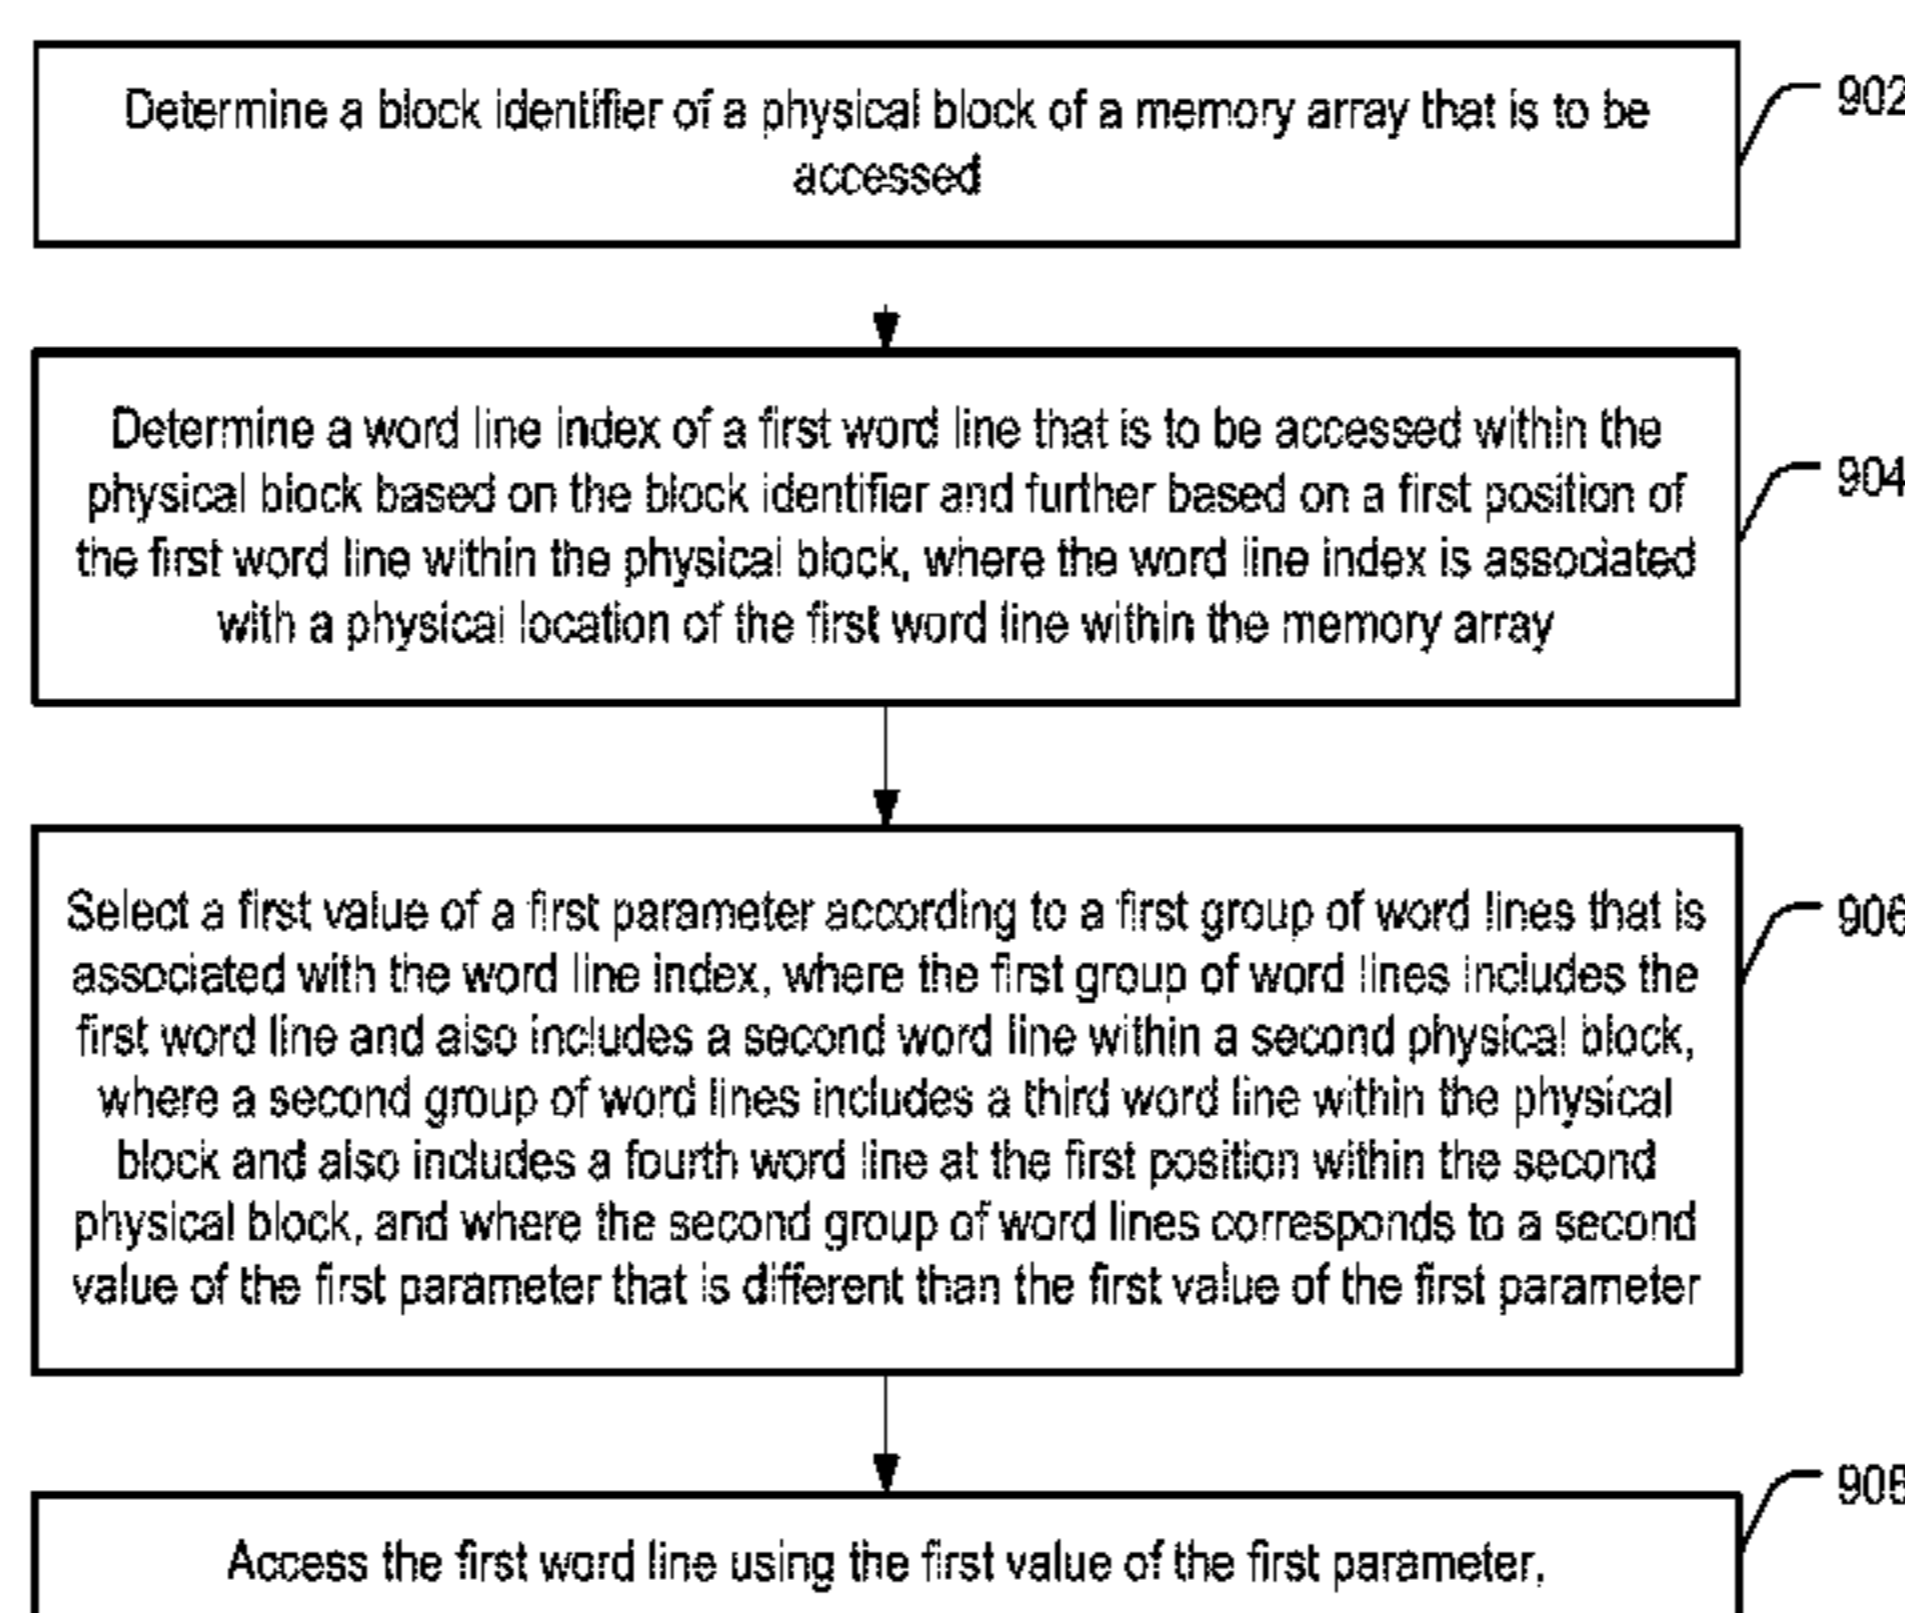 Determine a block identifier of a physical block of a memory array that is to be
accessed
902
Determine a word line index of a first word line that is to be accessed within the
physical block based on the block identifier and further based on a first position of
the first word line within the physical block, where the word line index is associated
with a physical location of the first word line within the memory array
904
Select a first value of a first parameter according to a first group of word lines that is
associated with the word line index, where the first group of word lines includes the
first word line and also includes a second word line within a second physical block,
where a second group of word lines includes a third word line within the physical
block and also includes a fourth word line at the first position within the second
physical block, and where the second group of word lines corresponds to a second
value of the first parameter that is different than the first value of the first parameter
906
Access the first word line using the first value of the first parameter.
908